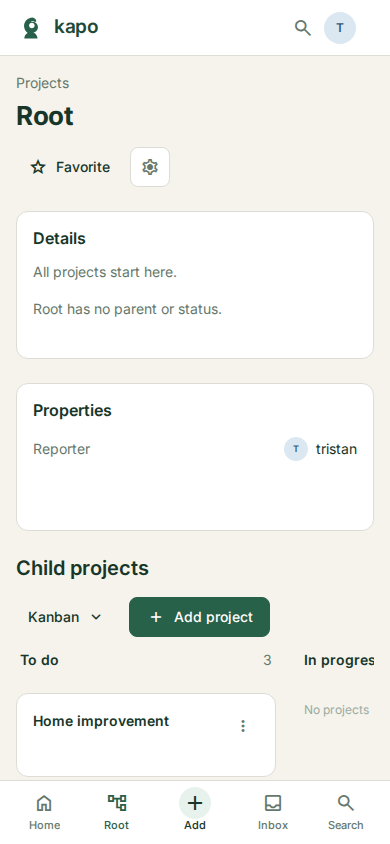 kapo
T
Projects
Root
Favorite
Details
All projects start here.
Root has no parent or status.
Properties
Reporter
T tristan
Child projects
Kanban
Add project
To do 3
In progres
Home improvement
No projects
Home
Root
Add
Inbox
Search